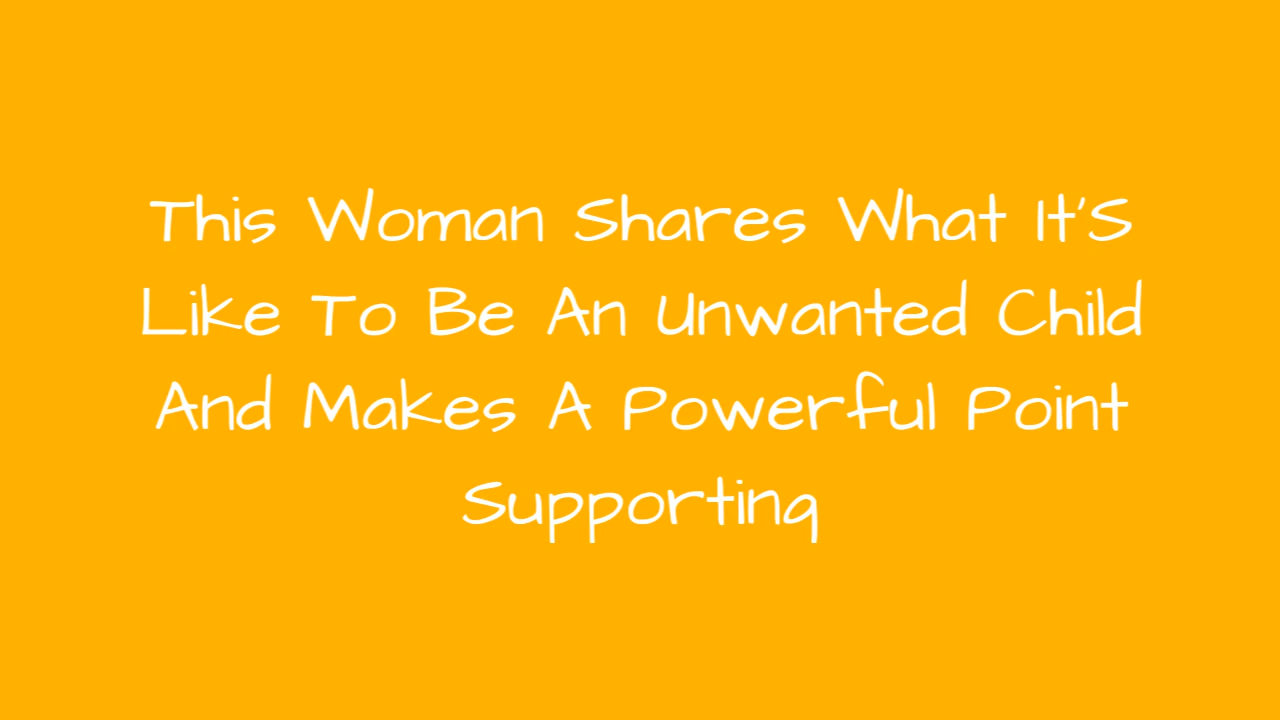 This Woman Shares What It'S
Like To Be An Unwanted Child
And Makes A Powerful Point
Supporting